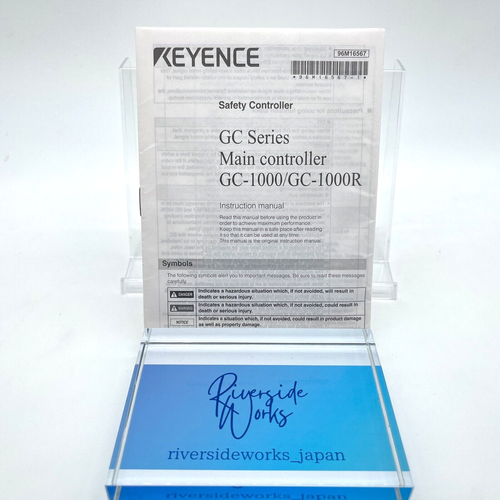 KEYENCE
96M16567
*96M16567-1*
Safety Controller
GC Series
Main controller
GC-1000/GC-1000R
Instruction manual
Read this manual before using the product in
order to achieve maximum performance.
Keep this manual in a safe place after reading
it so that it can be used at any time.
This manual is the original instruction manual.
Symbols
The following symbols alert you to important messages. Be sure to read these messages
carefully.
DANGER Indicates a hazardous situation which, if not avoided, will result in
death or serious injury.
WARNING Indicates a hazardous situation which, if not avoided, could result in
death or serious injury.
NOTICE Indicates a situation which, if not avoided, could result in product damage
as well as property damage.
Riverside
Works
riversideworks_japan